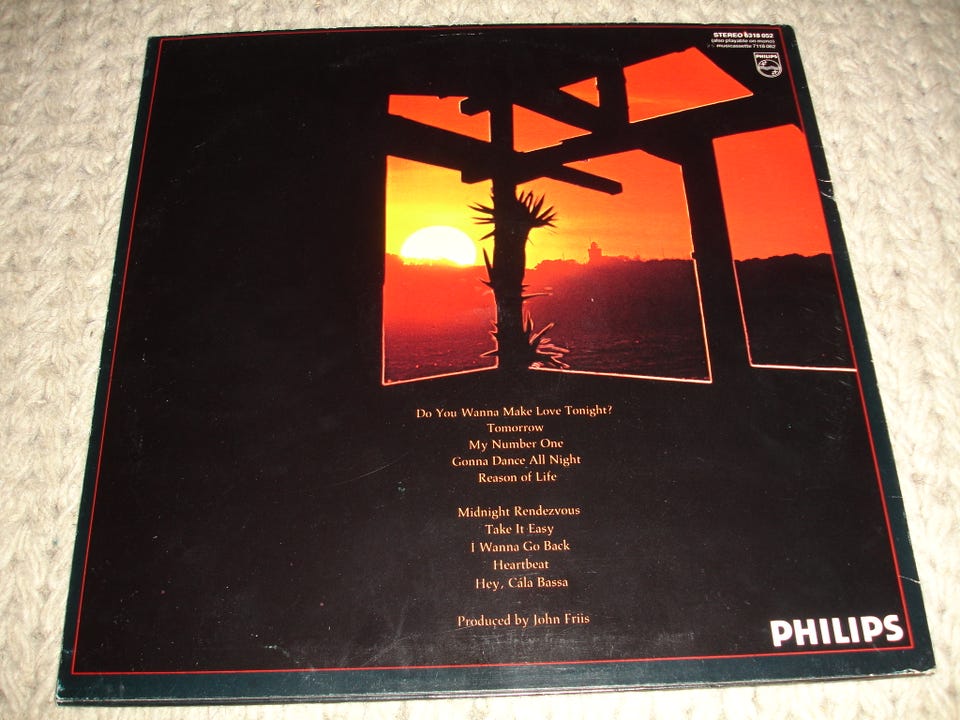 STEREO 6318 052
(also playable on mono)
musicassette 7118 052
PHILIPS
Do You Wanna Make Love Tonight?
Tomorrow
My Number One
Gonna Dance All Night
Reason of Life
Midnight Rendezvous
Take It Easy
I Wanna Go Back
Heartbeat
Hey, Cála Bassa
Produced by John Friis
PHILIPS